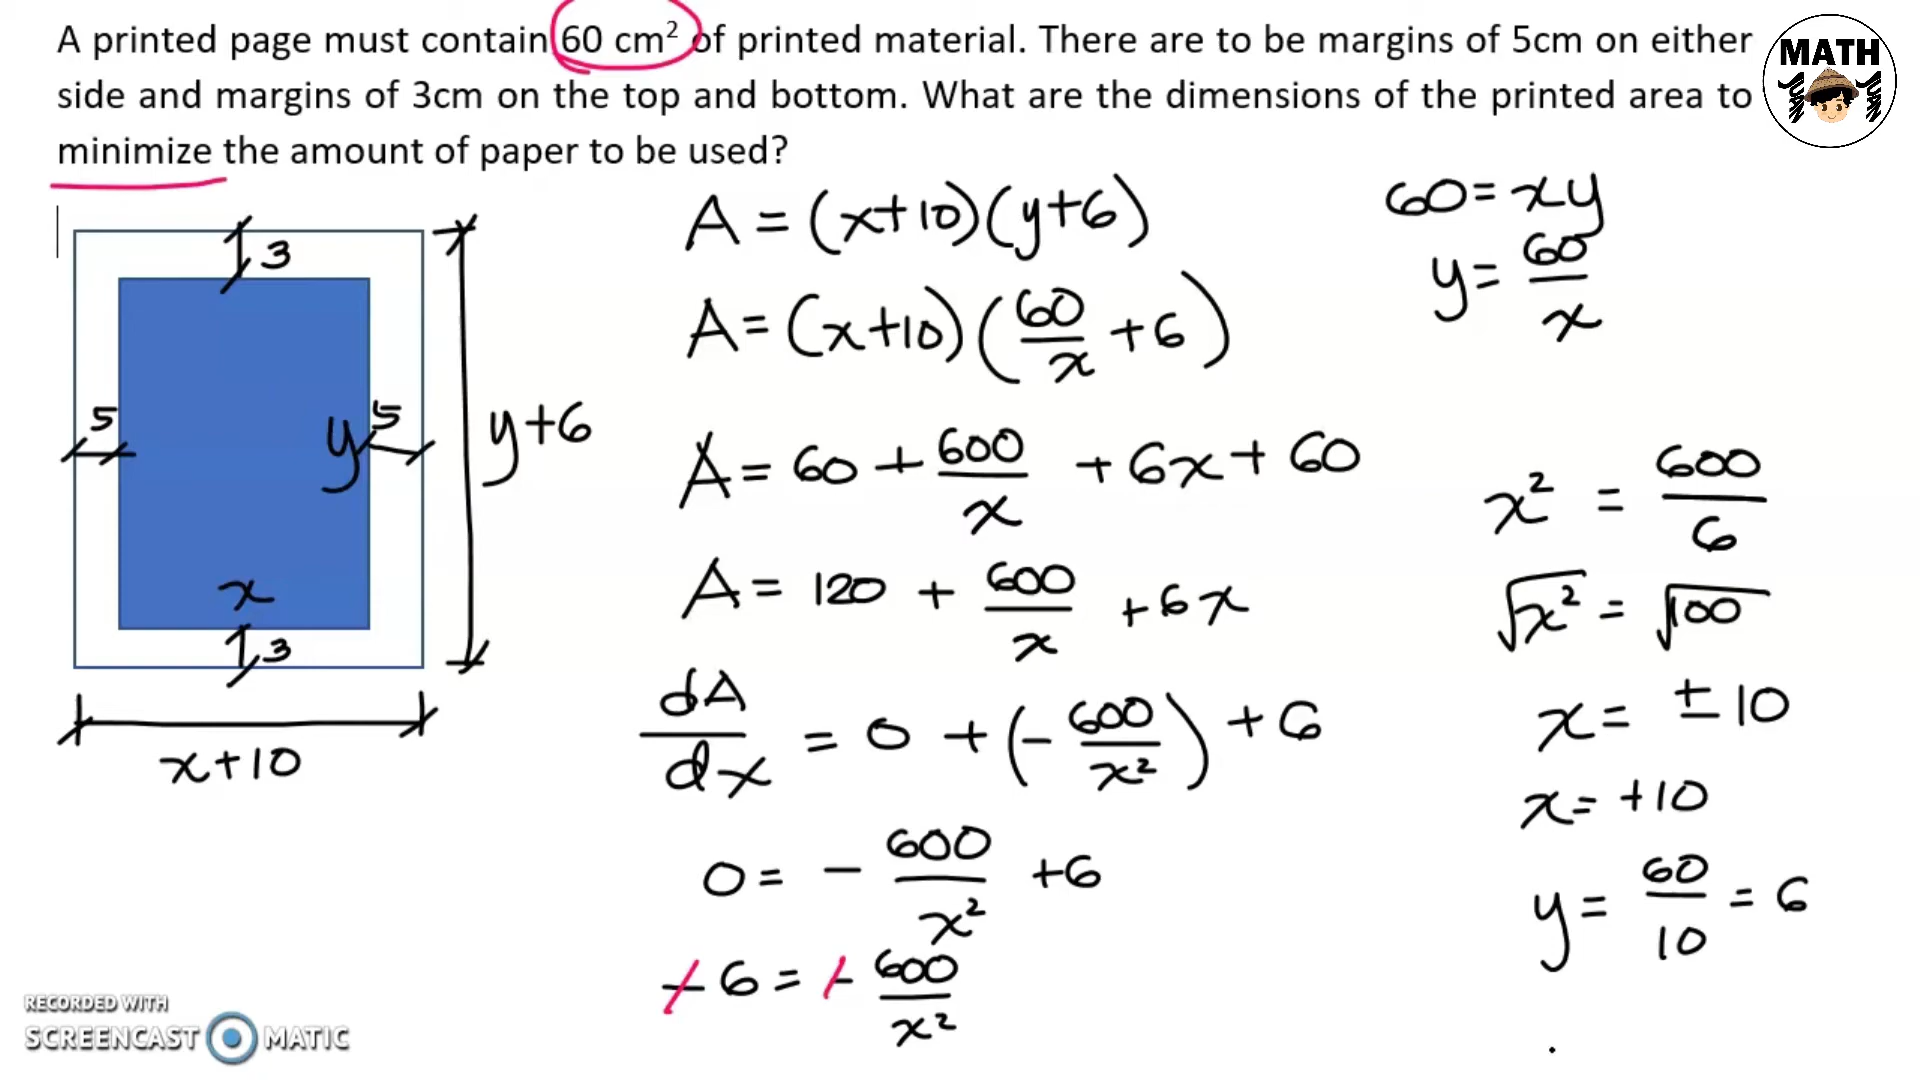 A printed page must contain 60 cm² of printed material. There are to be margins of 5cm on either
side and margins of 3cm on the top and bottom. What are the dimensions of the printed area to
minimize the amount of paper to be used?
MATH
JUAN JUAN
3
5
y
5
x
3
y+6
x+10
A = (x+10)(y+6)
A = (x+10)(60/x + 6)
A = 60 + 600/x + 6x + 60
A = 120 + 600/x + 6x
dA/dx = 0 + (- 600/x²) + 6
0 = - 600/x² + 6
- 6 = - 600/x²
60 = xy
y = 60/x
x² = 600/6
√x² = √100
x = ± 10
x = +10
y = 60/10 = 6
RECORDED WITH
SCREENCAST MATIC